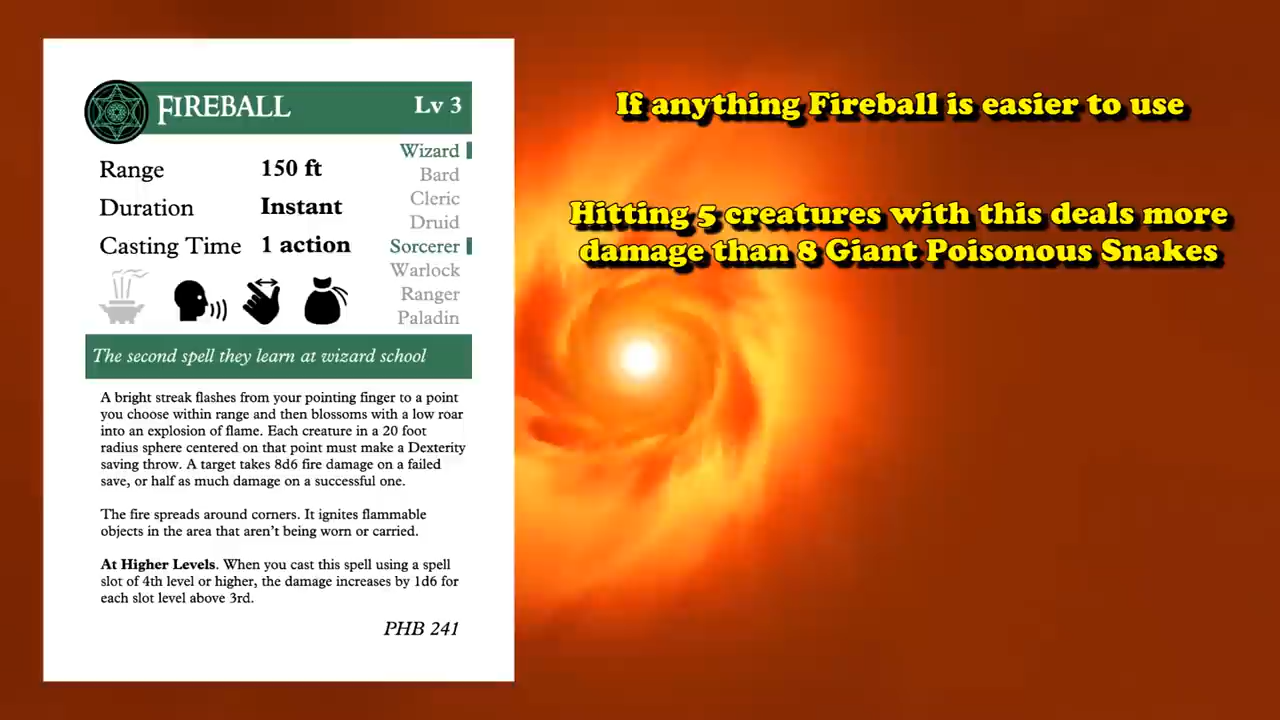 FIREBALL
Lv 3
Range 150 ft
Duration Instant
Casting Time 1 action
Wizard
Bard
Cleric
Druid
Sorcerer
Warlock
Ranger
Paladin
The second spell they learn at wizard school
A bright streak flashes from your pointing finger to a point
you choose within range and then blossoms with a low roar
into an explosion of flame. Each creature in a 20 foot
radius sphere centered on that point must make a Dexterity
saving throw. A target takes 8d6 fire damage on a failed
save, or half as much damage on a successful one.
The fire spreads around corners. It ignites flammable
objects in the area that aren't being worn or carried.
At Higher Levels. When you cast this spell using a spell
slot of 4th level or higher, the damage increases by 1d6 for
each slot level above 3rd.
PHB 241
If anything Fireball is easier to use
Hitting 5 creatures with this deals more
damage than 8 Giant Poisonous Snakes